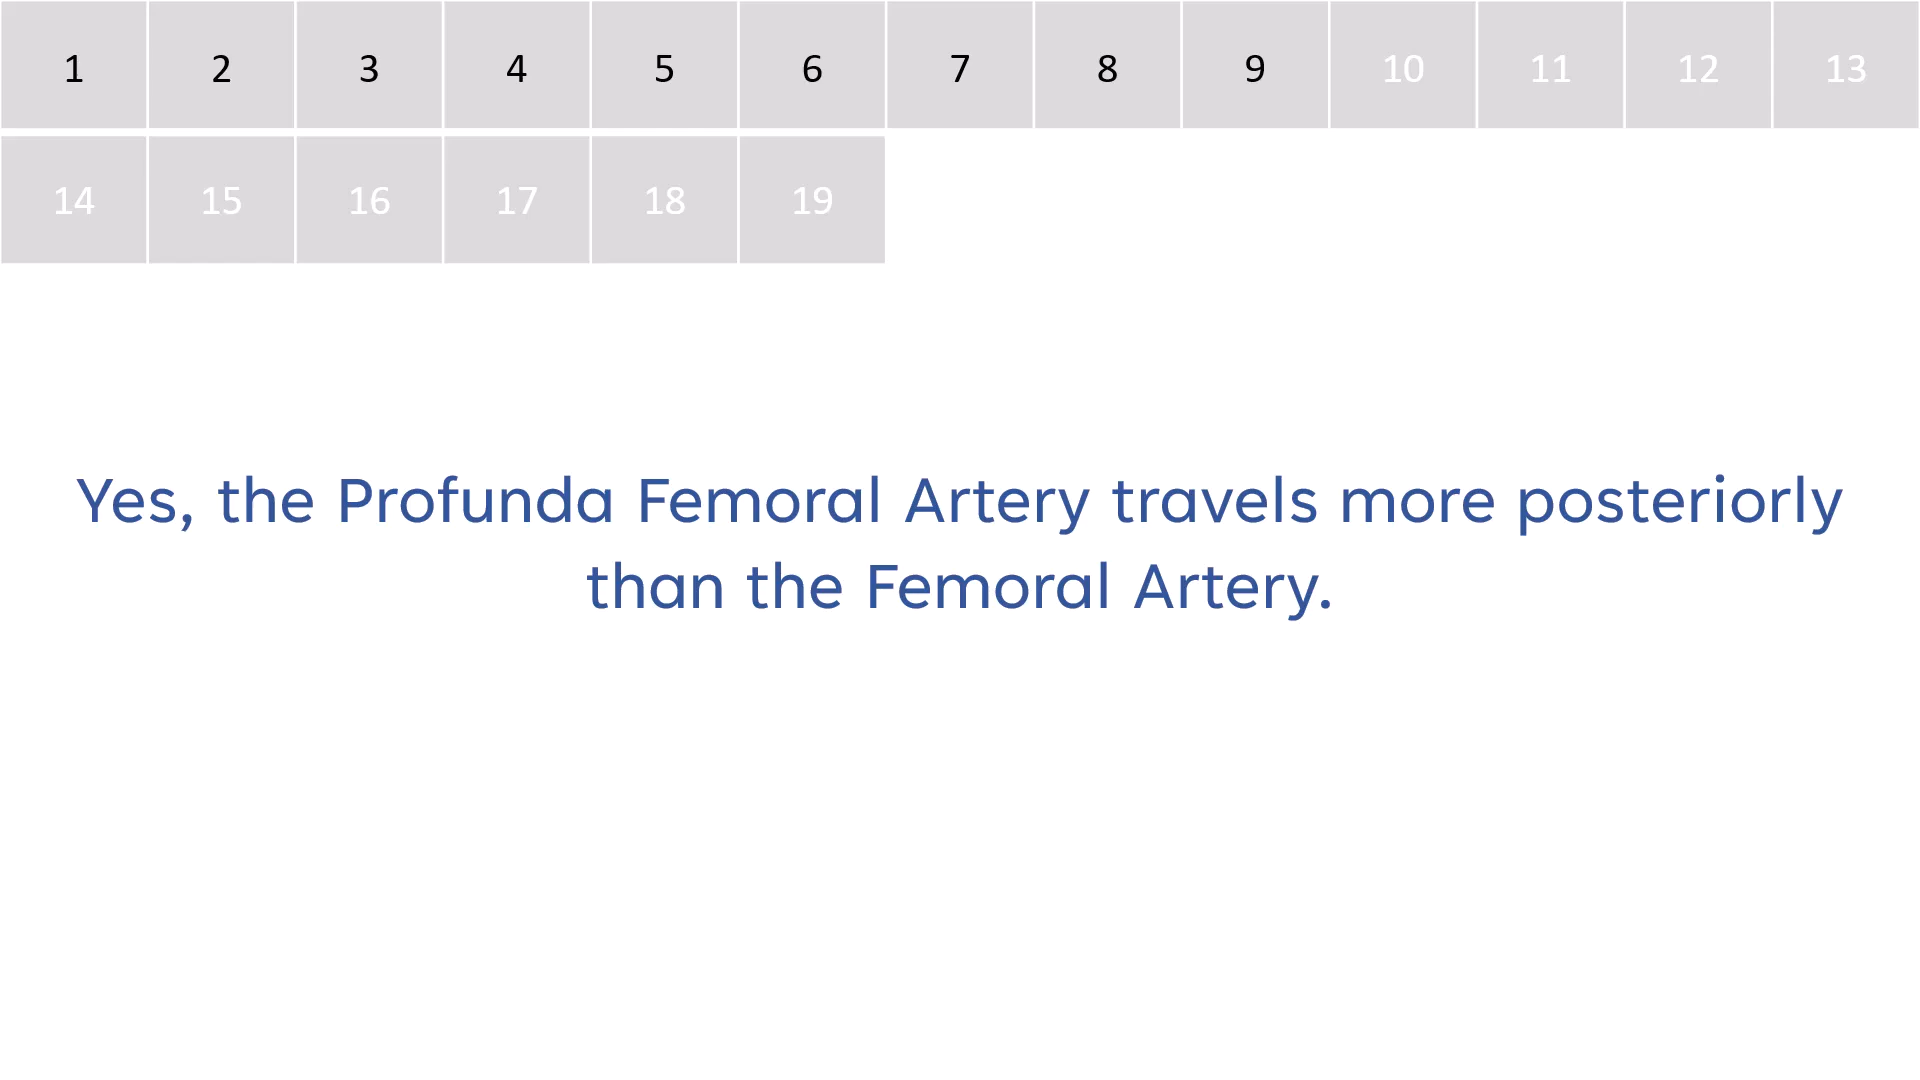 1 2 3 4 5 6 7 8 9 10 11 12 13
14 15 16 17 18 19
Yes, the Profunda Femoral Artery travels more posteriorly
than the Femoral Artery.